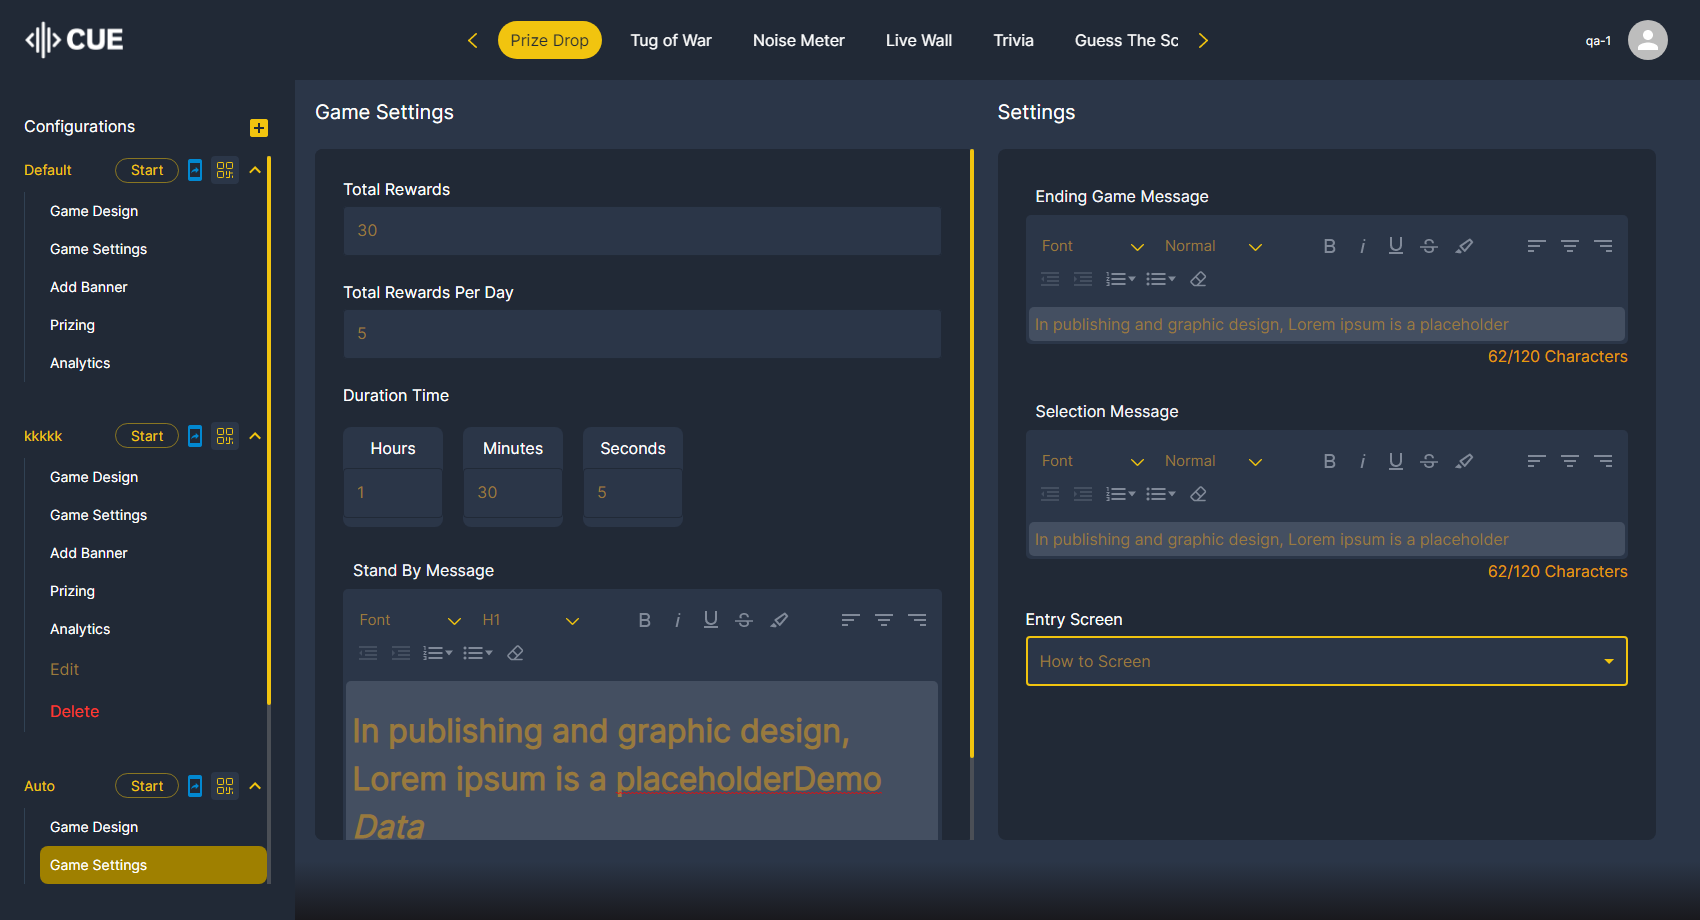 CUE
Prize Drop
Tug of War
Noise Meter
Live Wall
Trivia
Guess The Sc
qa-1
Configurations
Default
Start
Game Design
Game Settings
Add Banner
Prizing
Analytics
kkkkk
Start
Game Design
Game Settings
Add Banner
Prizing
Analytics
Edit
Delete
Auto
Start
Game Design
Game Settings
Game Settings
Total Rewards
30
Total Rewards Per Day
5
Duration Time
Hours
Minutes
Seconds
1
30
5
Stand By Message
Font
H1
B
i
U
S
In publishing and graphic design,
Lorem ipsum is a placeholderDemo
Data
Settings
Ending Game Message
Font
Normal
B
i
U
S
In publishing and graphic design, Lorem ipsum is a placeholder
62/120 Characters
Selection Message
Font
Normal
B
i
U
S
In publishing and graphic design, Lorem ipsum is a placeholder
62/120 Characters
Entry Screen
How to Screen